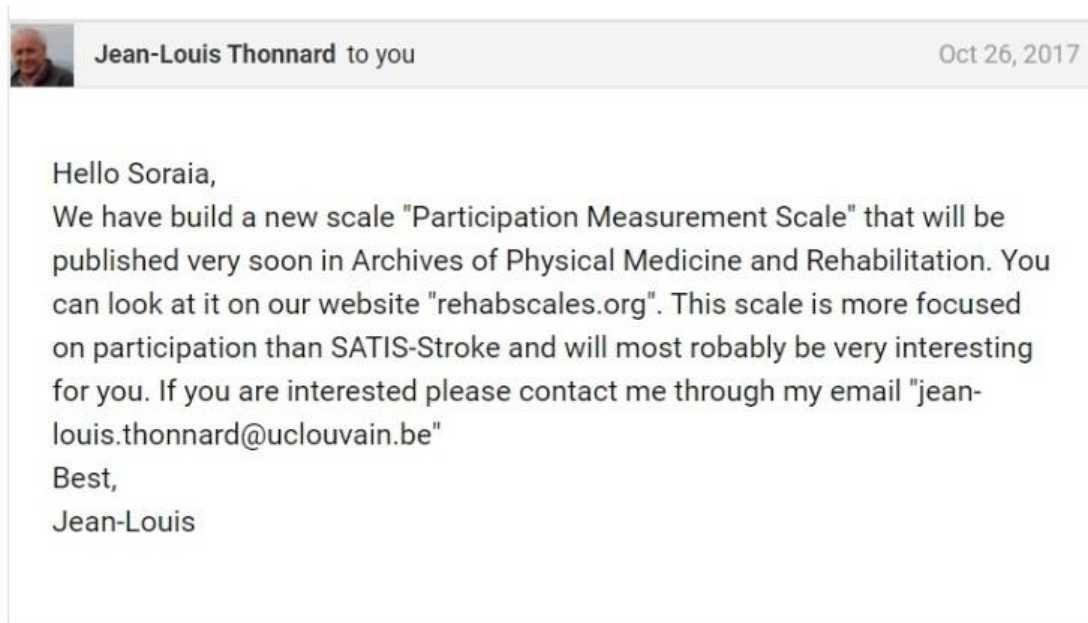 Jean-Louis Thonnard to you Oct 26, 2017
Hello Soraia,
We have build a new scale "Participation Measurement Scale" that will be
published very soon in Archives of Physical Medicine and Rehabilitation. You
can look at it on our website "rehabscales.org". This scale is more focused
on participation than SATIS-Stroke and will most robably be very interesting
for you. If you are interested please contact me through my email "jean-
louis.thonnard@uclouvain.be"
Best,
Jean-Louis